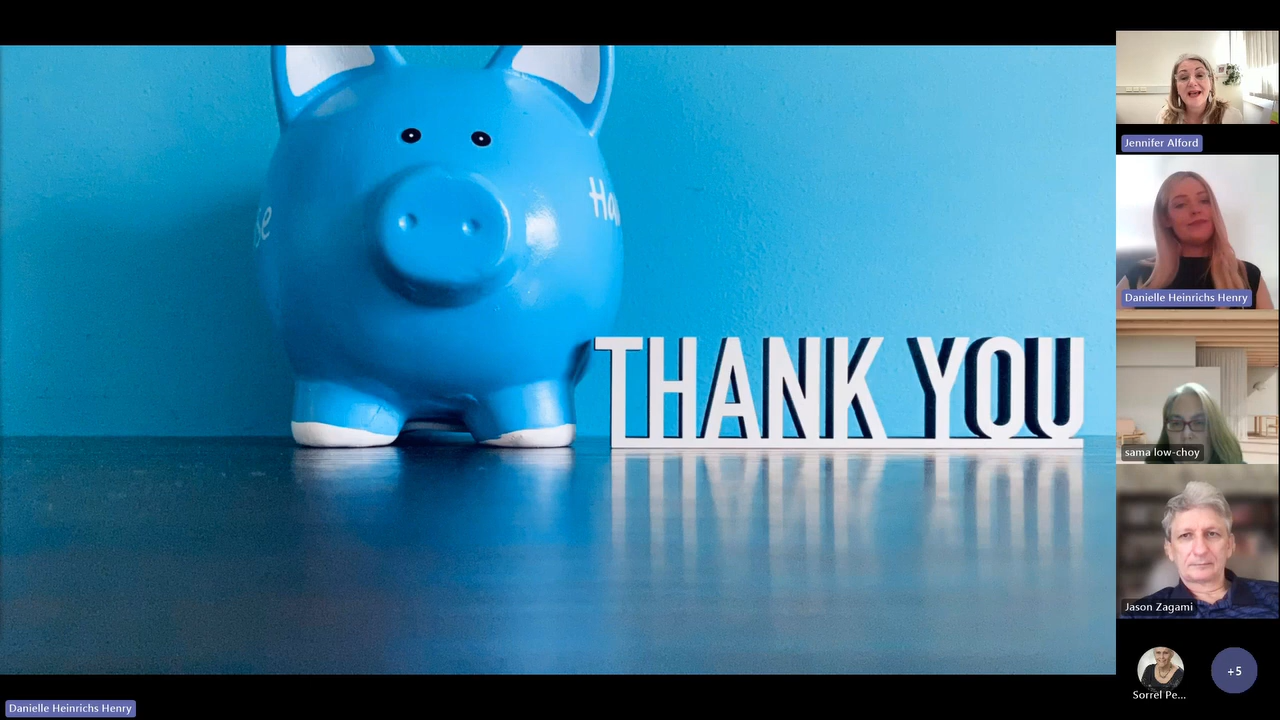 THANK YOU
Jennifer Alford
Danielle Heinrichs Henry
sama low-choy
Jason Zagami
Sorrel Pe...
+5
Danielle Heinrichs Henry